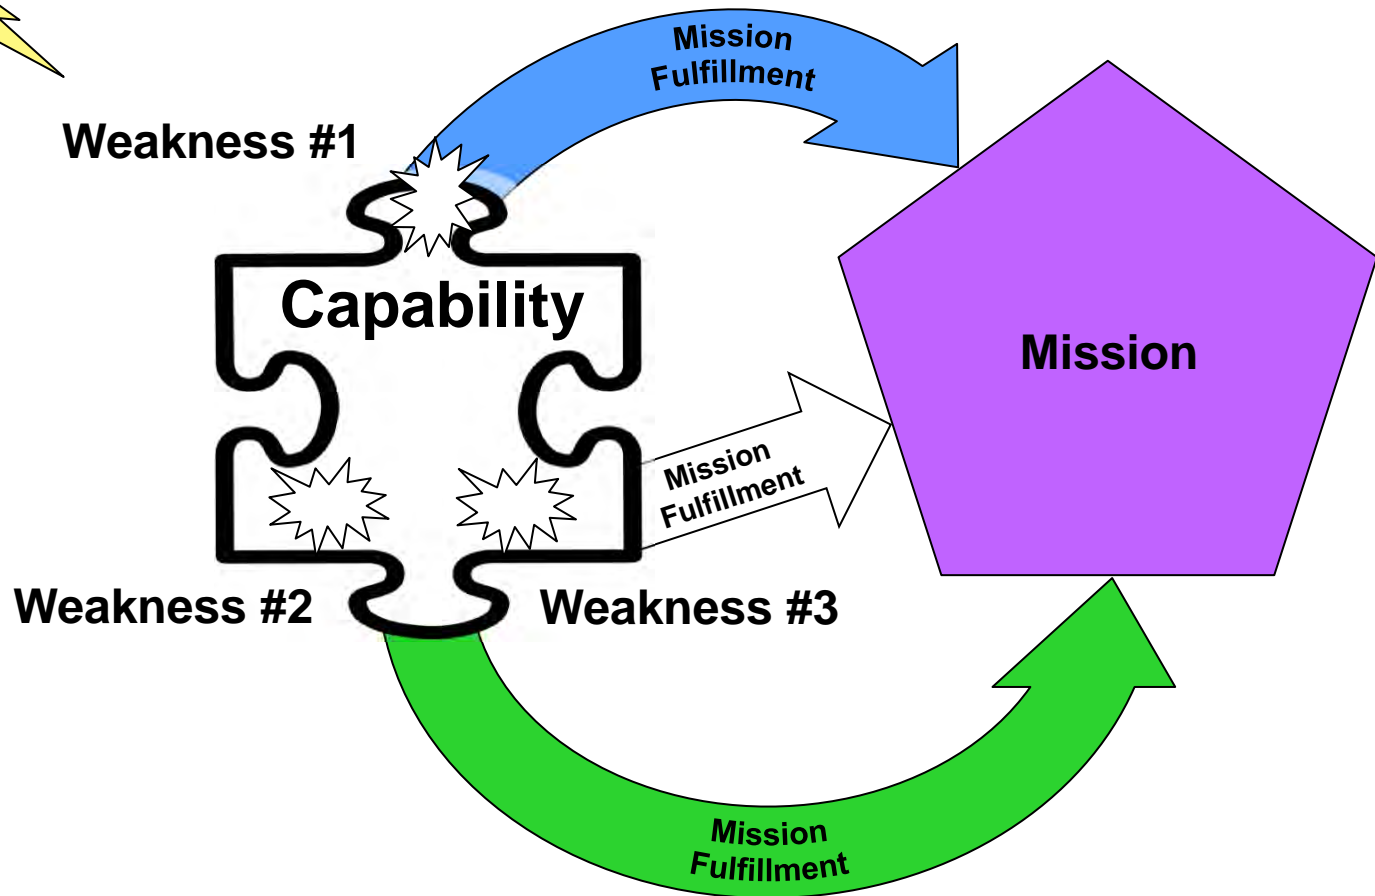 Mission
Fulfillment
Weakness #1
Capability
Mission
Mission
Fulfillment
Weakness #2
Weakness #3
Mission
Fulfillment